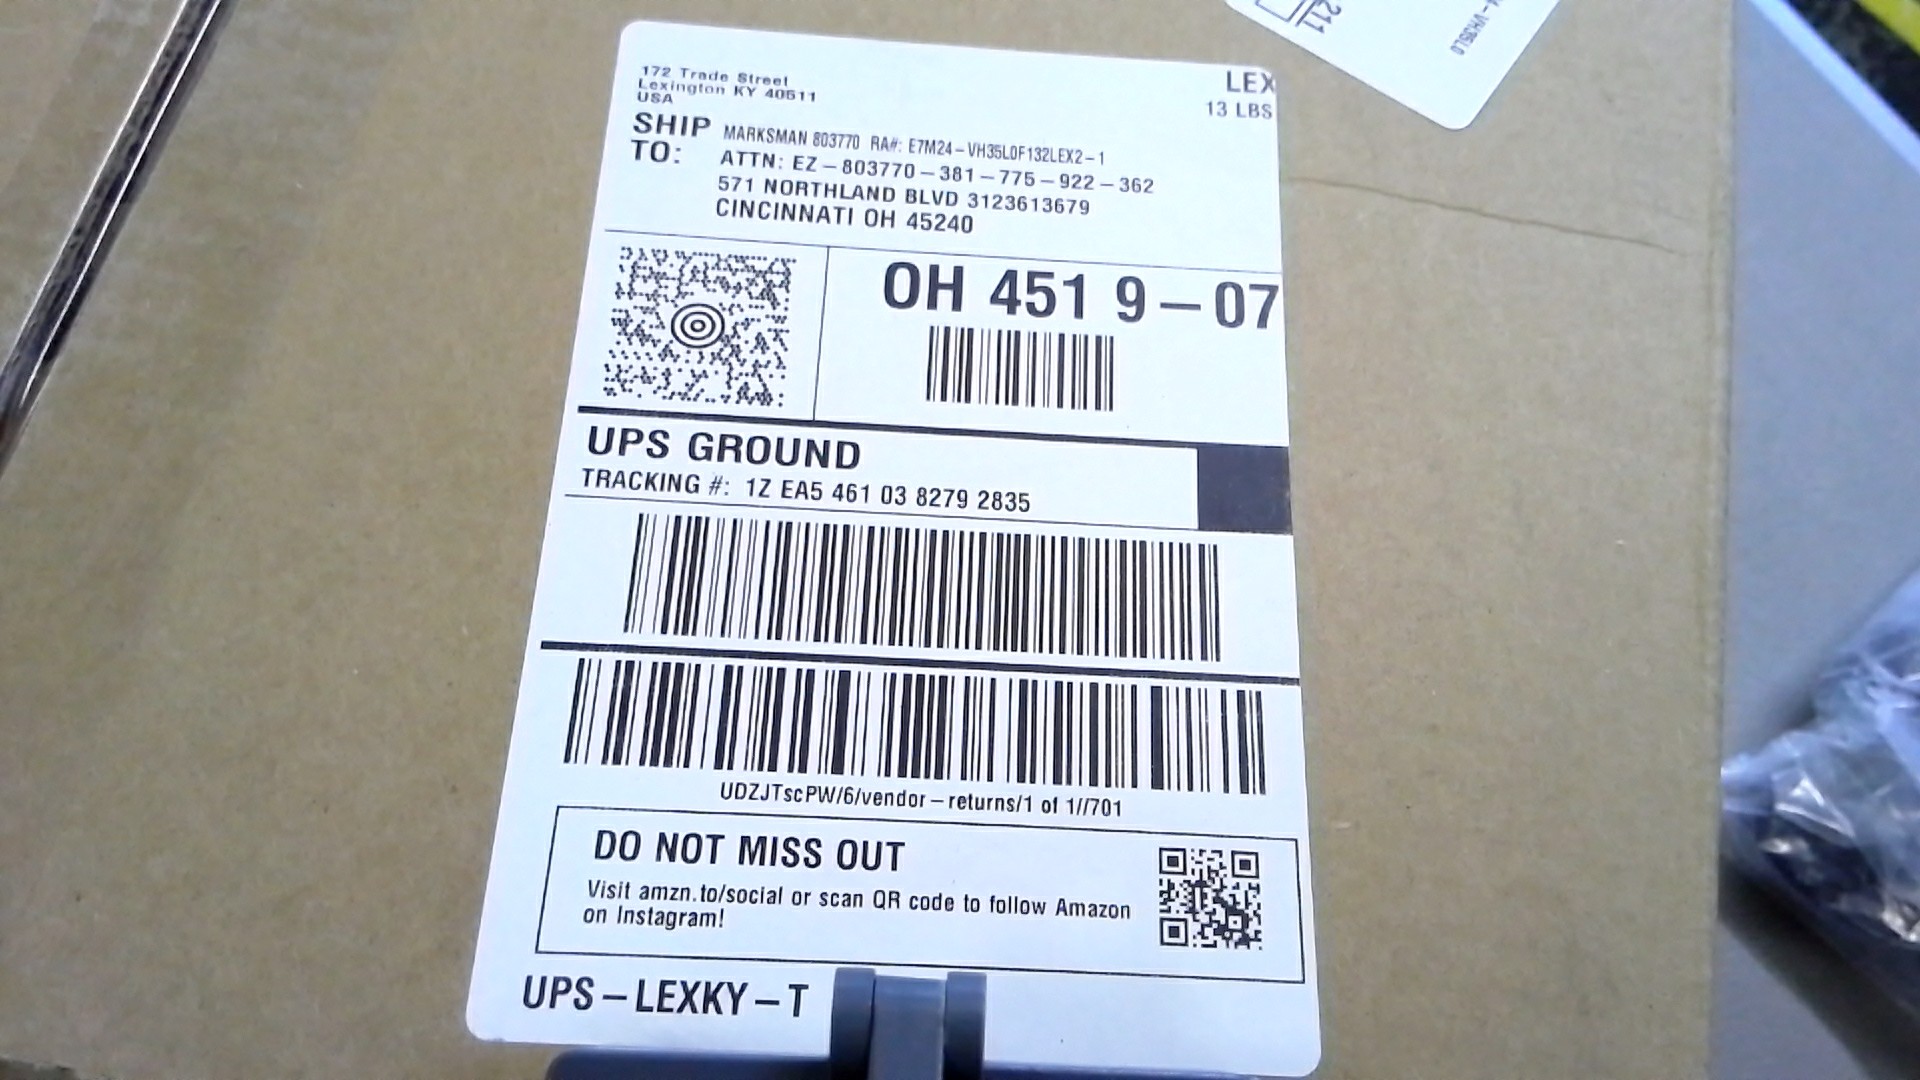 172 Trade Street
Lexington KY 40511
USA
LEX
13 LBS
SHIP TO:
MARKSMAN 803770 RA#: E7M24-VH35L0F132LEX2-1
ATTN: EZ-803770-381-775-922-362
571 NORTHLAND BLVD 3123613679
CINCINNATI OH 45240
OH 451 9-07
UPS GROUND
TRACKING #: 1Z EA5 461 03 8279 2835
UDZJTscPW/6/vendor-returns/1 of 1//701
DO NOT MISS OUT
Visit amzn.to/social or scan QR code to follow Amazon
on Instagram!
UPS-LEXKY-T
211